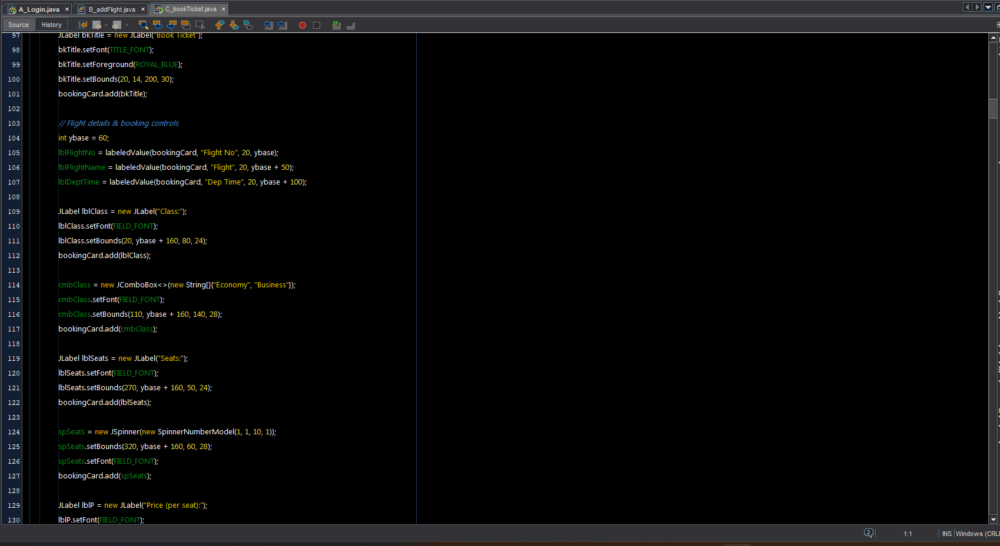 A_Login.java × B_addFlight.java × C_bookTicket.java ×
Source History
97 JLabel bkTitle = new JLabel("Book Ticket");
98 bkTitle.setFont(TITLE_FONT);
99 bkTitle.setForeground(ROYAL_BLUE);
100 bkTitle.setBounds(20, 14, 200, 30);
101 bookingCard.add(bkTitle);
102
103 // Flight details & booking controls
104 int ybase = 60;
105 lblFlightNo = labeledValue(bookingCard, "Flight No", 20, ybase);
106 lblFlightName = labeledValue(bookingCard, "Flight", 20, ybase + 50);
107 lblDeptTime = labeledValue(bookingCard, "Dep Time", 20, ybase + 100);
108
109 JLabel lblClass = new JLabel("Class:");
110 lblClass.setFont(FIELD_FONT);
111 lblClass.setBounds(20, ybase + 160, 80, 24);
112 bookingCard.add(lblClass);
113
114 cmbClass = new JComboBox<>(new String[]{"Economy", "Business"});
115 cmbClass.setFont(FIELD_FONT);
116 cmbClass.setBounds(110, ybase + 160, 140, 28);
117 bookingCard.add(cmbClass);
118
119 JLabel lblSeats = new JLabel("Seats:");
120 lblSeats.setFont(FIELD_FONT);
121 lblSeats.setBounds(270, ybase + 160, 50, 24);
122 bookingCard.add(lblSeats);
123
124 spSeats = new JSpinner(new SpinnerNumberModel(1, 1, 10, 1));
125 spSeats.setBounds(320, ybase + 160, 60, 28);
126 spSeats.setFont(FIELD_FONT);
127 bookingCard.add(spSeats);
128
129 JLabel lblP = new JLabel("Price (per seat):");
130 lblP.setFont(FIELD_FONT);
2 1:1 INS Windows (CRL